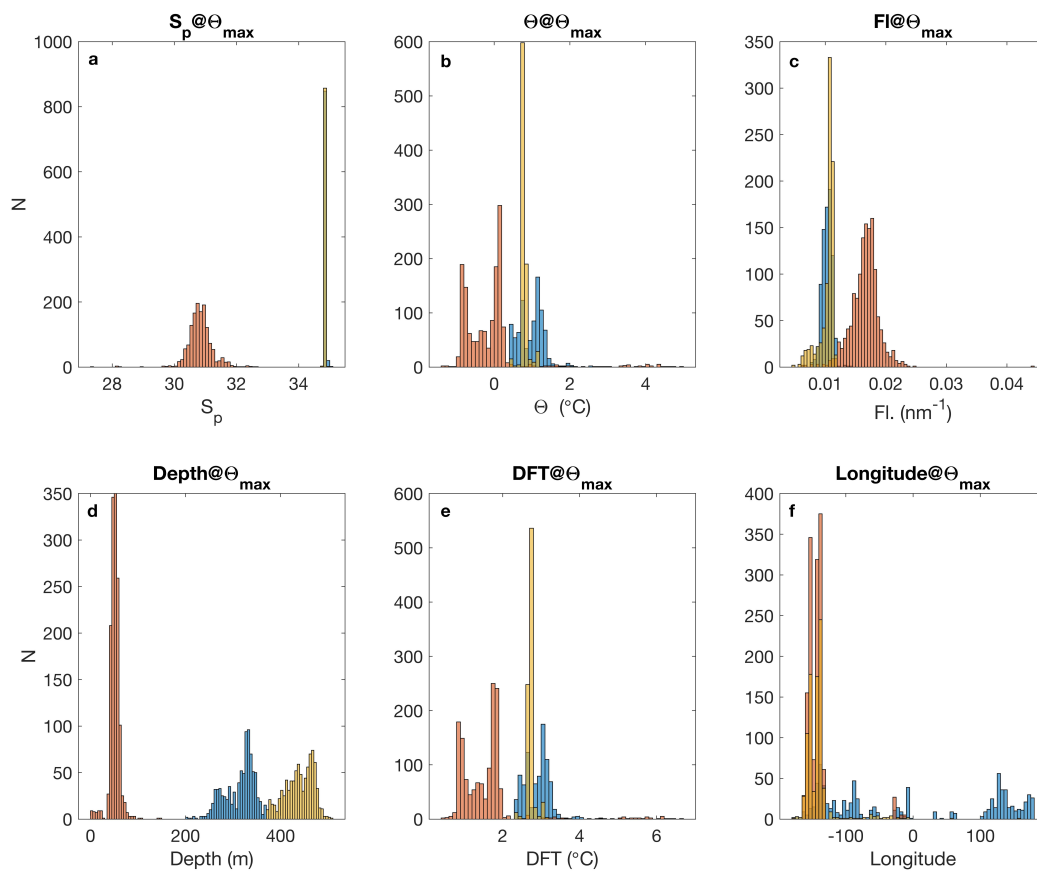 S_p@Θ_max
Θ@Θ_max
Fl@Θ_max
a
b
c
1000
800
600
400
200
0
N
28 30 32 34
S_p
600
500
400
300
200
100
0
0 2 4
Θ (°C)
350
300
250
200
150
100
50
0
0.01 0.02 0.03 0.04
Fl. (nm⁻¹)
Depth@Θ_max
DFT@Θ_max
Longitude@Θ_max
d
e
f
350
300
250
200
150
100
50
0
N
0 200 400
Depth (m)
600
500
400
300
200
100
0
2 4 6
DFT (°C)
400
350
300
250
200
150
100
50
0
-100 0 100
Longitude